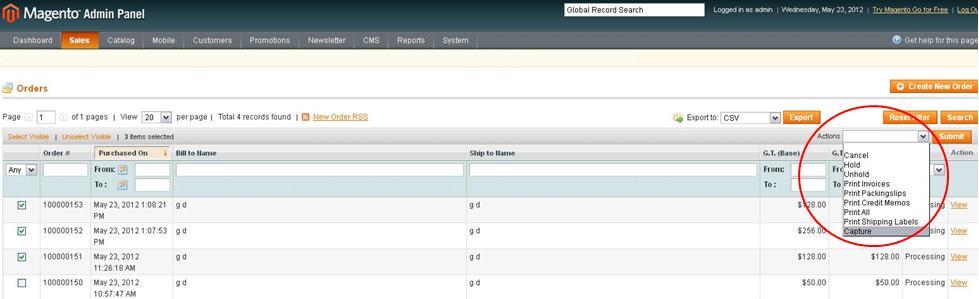 Magento Admin Panel Global Record Search Logged in as admin | Wednesday, May 23, 2012 | Try Magento Go for Free | Log Ou
Dashboard Sales Catalog Mobile Customers Promotions Newsletter CMS Reports System Get help for this page
Orders Create New Order
Page 1 of 1 pages | View 20 per page | Total 4 records found | New Order RSS Export to: CSV Export Reset Filter Search
Select Visible | Unselect Visible | 3 items selected Actions Submit
Order # Purchased On Bill to Name Ship to Name G.T. (Base) G.T. Action
Any From: From:
To : To :
Cancel
Hold
Unhold
Print Invoices
Print Packingslips
Print Credit Memos
Print All
Print Shipping Labels
Capture
100000153 May 23, 2012 1:08:21 PM g d g d $128.00 View
100000152 May 23, 2012 1:07:53 PM g d g d $256.00 View
100000151 May 23, 2012 11:26:18 AM g d g d $128.00 $128.00 Processing View
100000150 May 23, 2012 10:57:47 AM g d g d $50.00 $50.00 Processing View